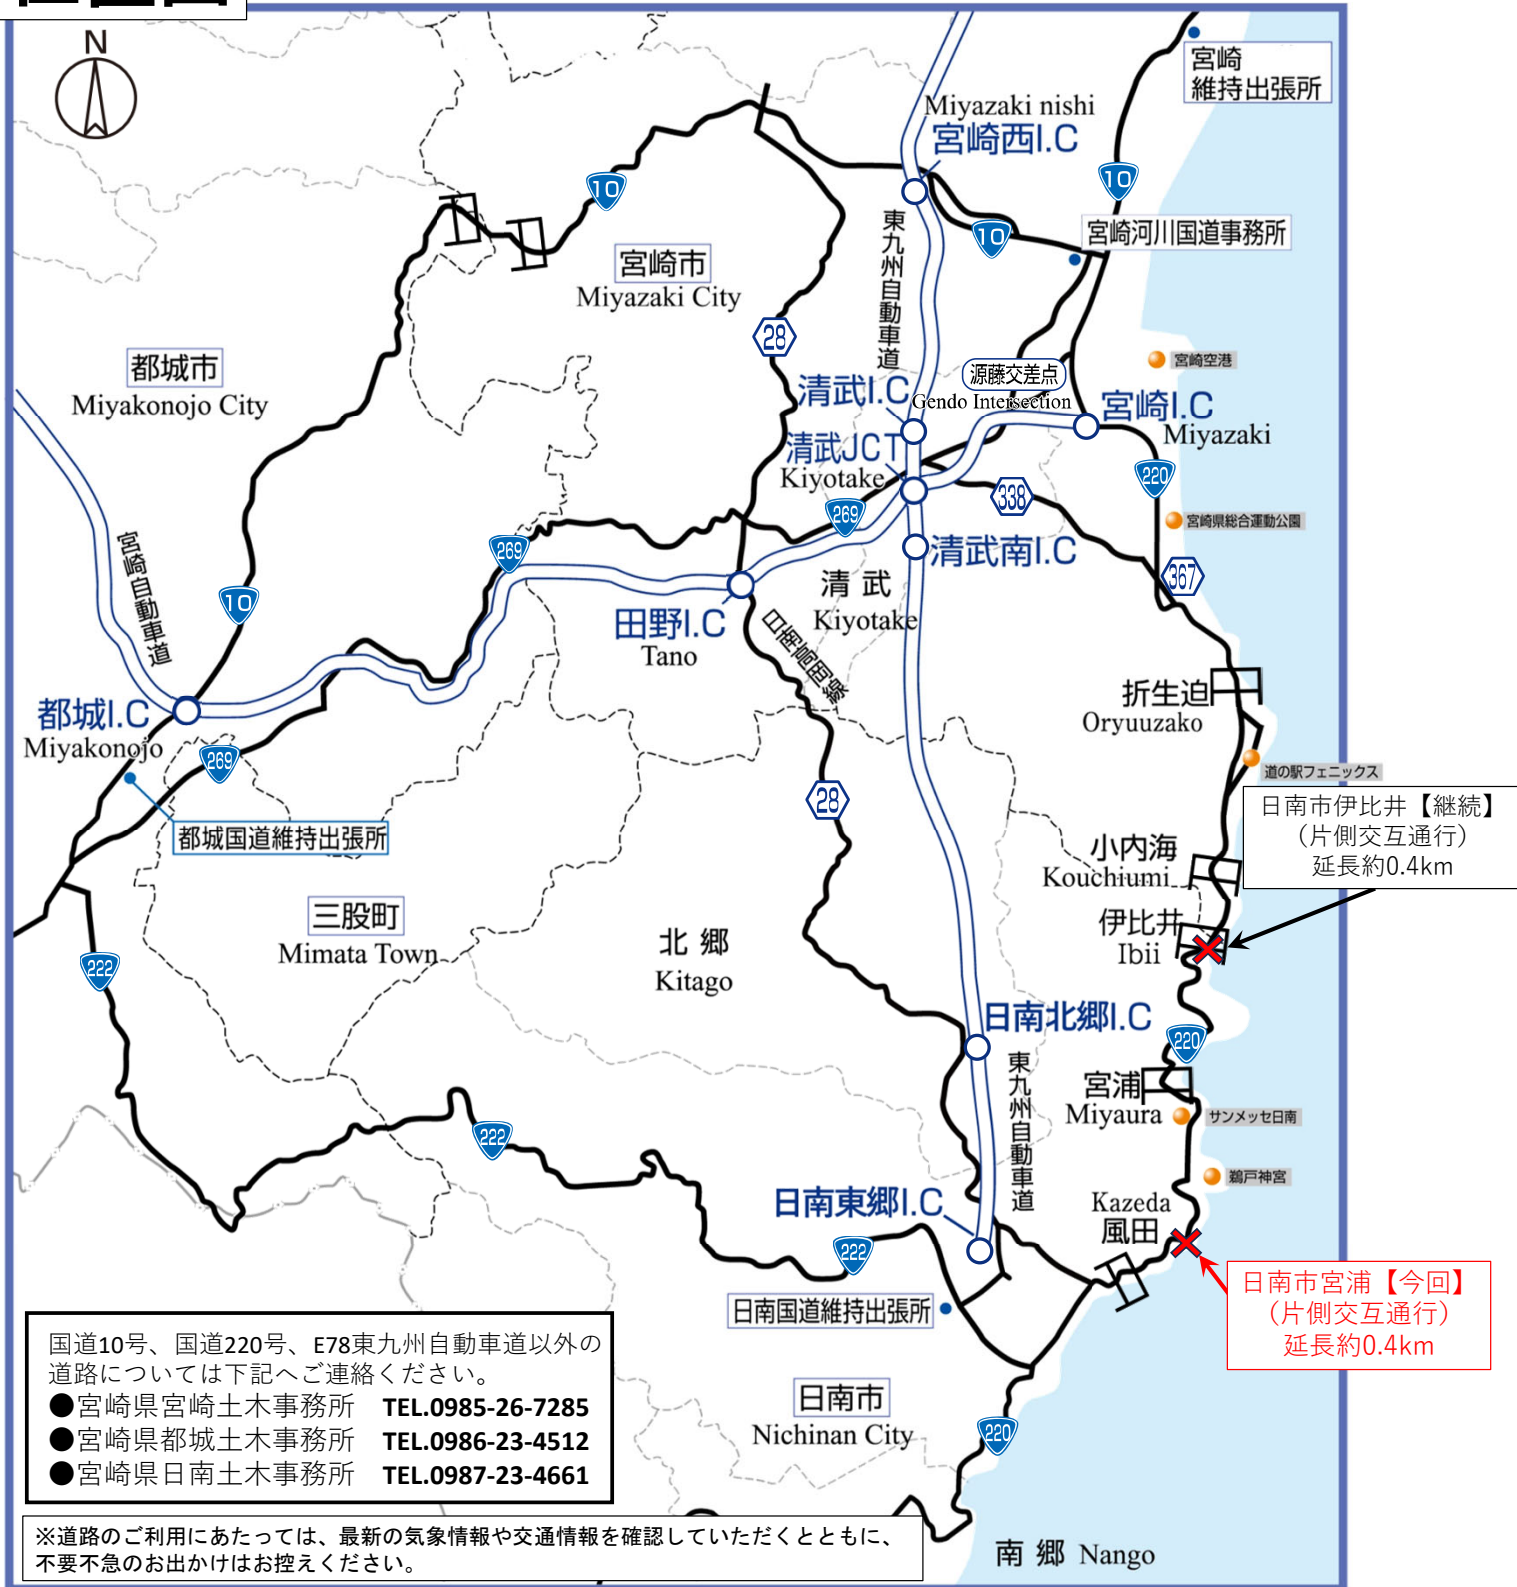 位置図
N
宮崎
維持出張所
Miyazaki nishi
宮崎西I.C
10
10
10
宮崎河川国道事務所
東九州自動車道
宮崎市
Miyazaki City
28
都城市
Miyakonojo City
宮崎空港
源藤交差点
Gendo Intersection
清武I.C
宮崎I.C
Miyazaki
清武JCT
Kiyotake
220
338
269
宮崎県総合運動公園
269
清武南I.C
367
宮崎自動車道
10
清武
Kiyotake
田野I.C
Tano
日南高岡線
折生迫
Oryuuzako
都城I.C
Miyakonojo
269
道の駅フェニックス
28
日南市伊比井【継続】
（片側交互通行）
延長約0.4km
都城国道維持出張所
小内海
Kouchiumi
三股町
Mimata Town
伊比井
Ibii
北郷
Kitago
222
日南北郷I.C
220
東九州自動車道
宮浦
Miyaura
サンメッセ日南
222
鵜戸神宮
日南東郷I.C
Kazeda
風田
222
日南市宮浦【今回】
（片側交互通行）
延長約0.4km
日南国道維持出張所
国道10号、国道220号、E78東九州自動車道以外の
道路については下記へご連絡ください。
●宮崎県宮崎土木事務所 TEL.0985-26-7285
●宮崎県都城土木事務所 TEL.0986-23-4512
●宮崎県日南土木事務所 TEL.0987-23-4661
日南市
Nichinan City
220
※道路のご利用にあたっては、最新の気象情報や交通情報を確認していただくとともに、
不要不急のお出かけはお控えください。
南郷 Nango